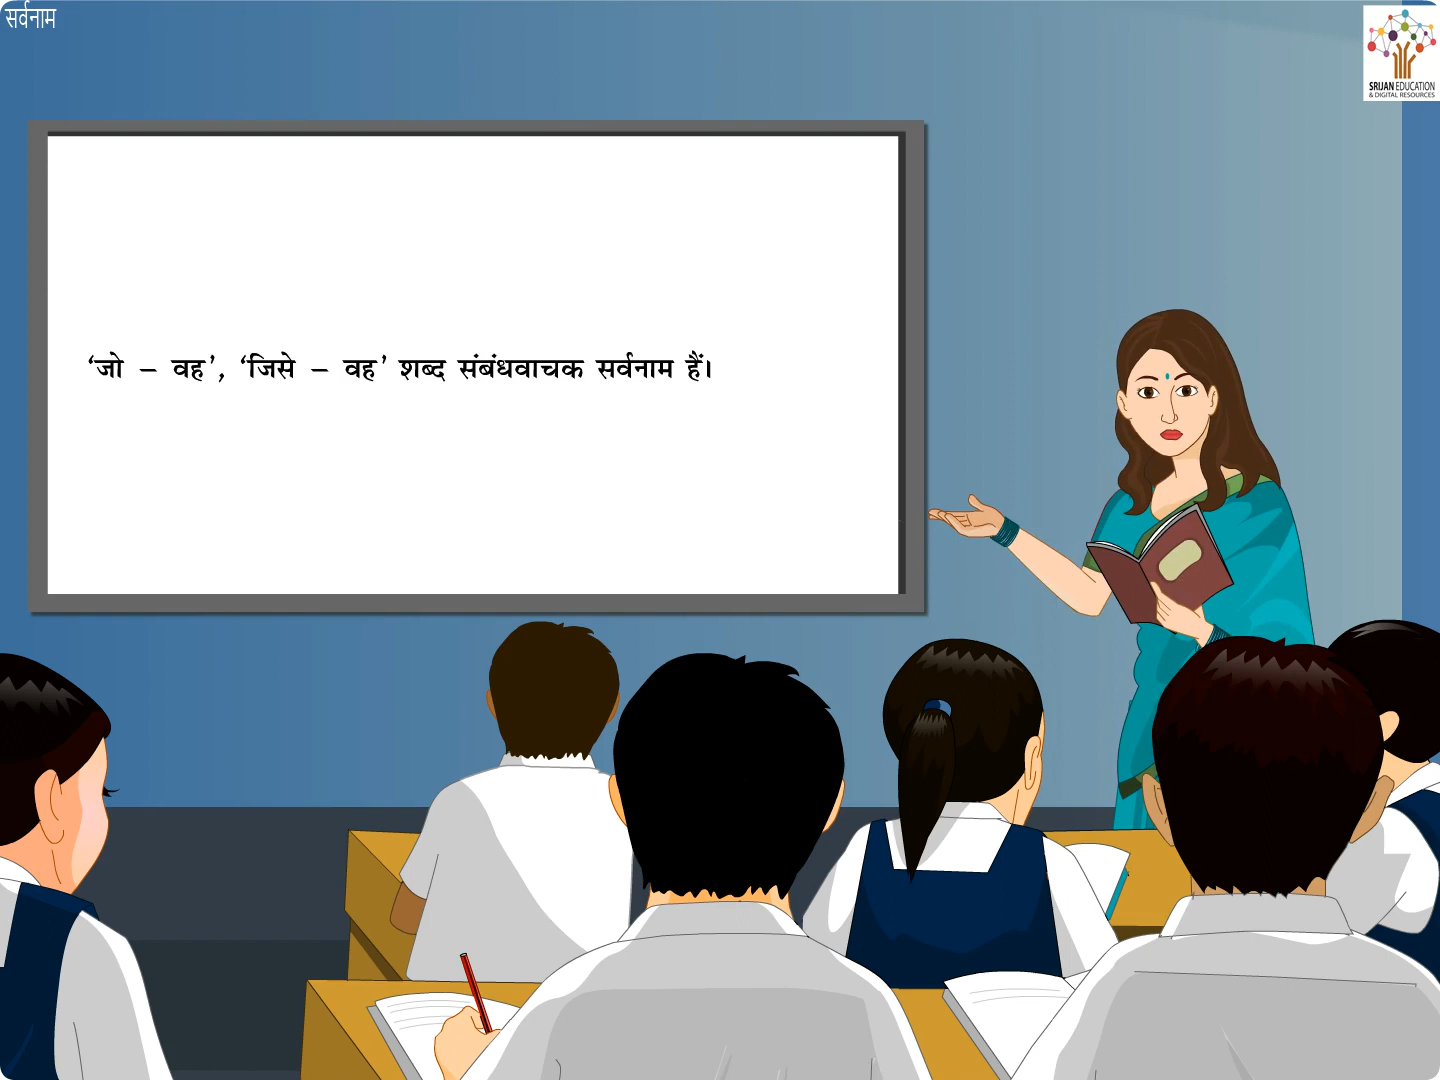 सर्वनाम
SRIJAN EDUCATION
& DIGITAL RESOURCES
‘जो – वह’, ‘जिसे – वह’ शब्द संबंधवाचक सर्वनाम हैं।